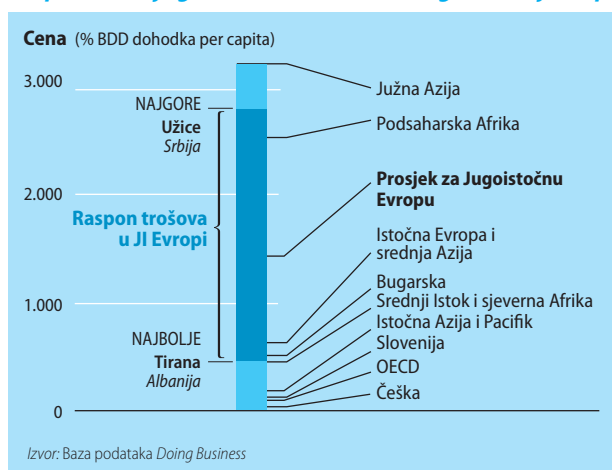 Cena (% BDD dohodka per capita)
3.000
2.000
1.000
0
NAJGORE
Užice
Srbija
Raspon trošova
u JI Evropi
NAJBOLJE
Tirana
Albanija
Južna Azija
Podsaharska Afrika
Prosjek za Jugoistočnu
Evropu
Istočna Evropa i
srednja Azija
Bugarska
Srednji Istok i sjeverna Afrika
Istočna Azija i Pacifik
Slovenija
OECD
Češka
Izvor: Baza podataka Doing Business